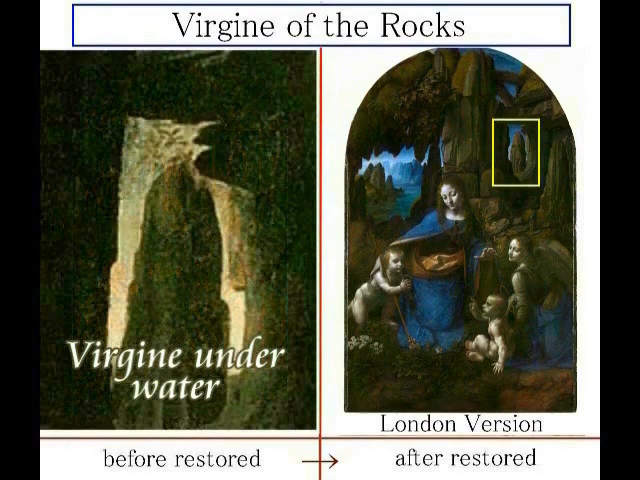 Virgine of the Rocks
Virgine under
water
London Version
before restored → after restored